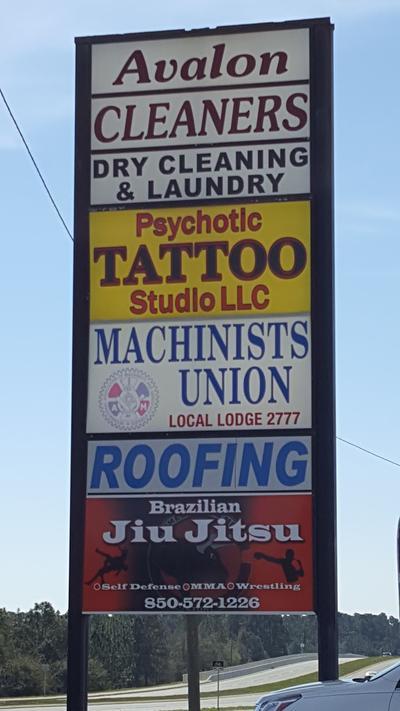 Avalon
CLEANERS
DRY CLEANING
& LAUNDRY
Psychotic
TATTOO
Studio LLC
MACHINISTS
UNION
LOCAL LODGE 2777
ROOFING
Brazilian
Jiu Jitsu
Self Defense MMA Wrestling
850-572-1226